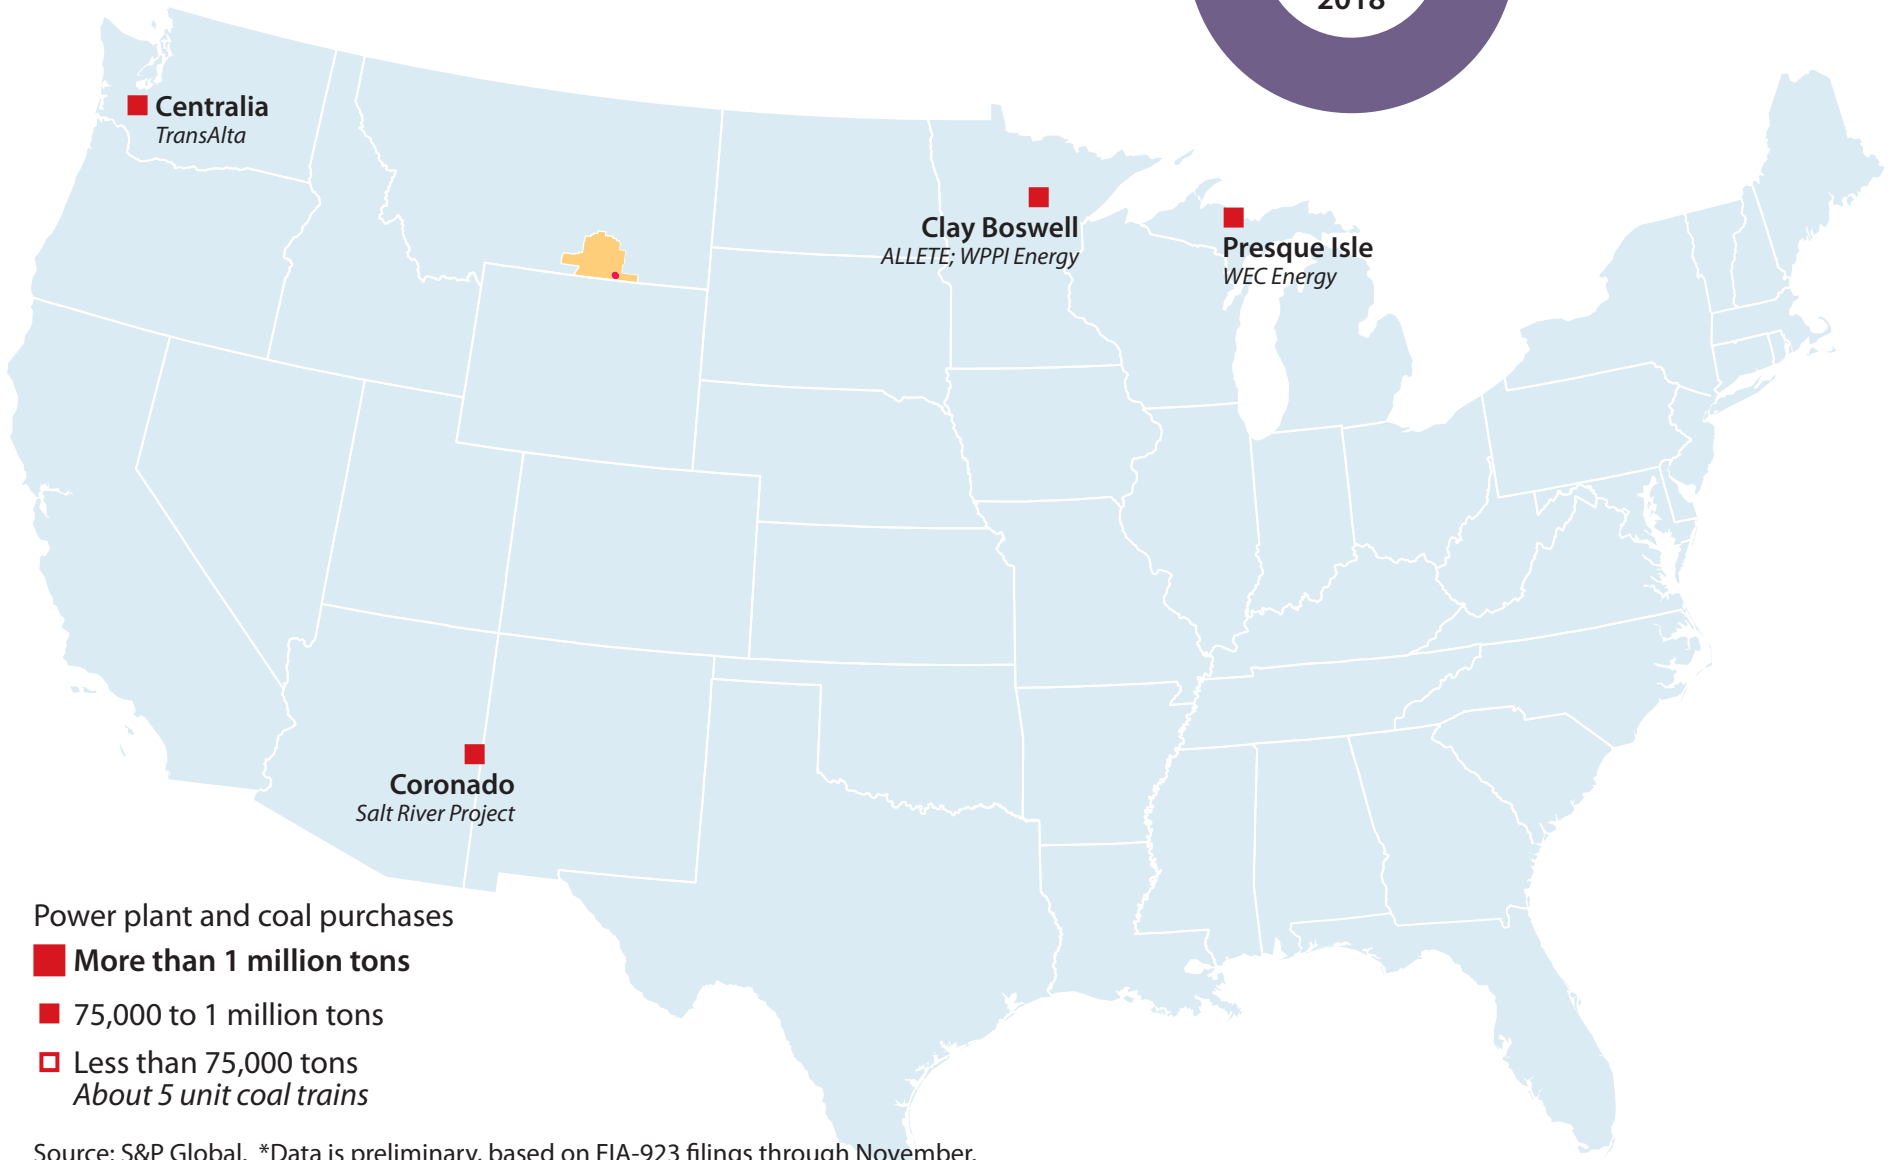 2018
Centralia
TransAlta
Clay Boswell
ALLETE; WPPI Energy
Presque Isle
WEC Energy
Coronado
Salt River Project
Power plant and coal purchases
More than 1 million tons
75,000 to 1 million tons
Less than 75,000 tons
About 5 unit coal trains
Source: S&P Global. *Data is preliminary, based on EIA-923 filings through November.